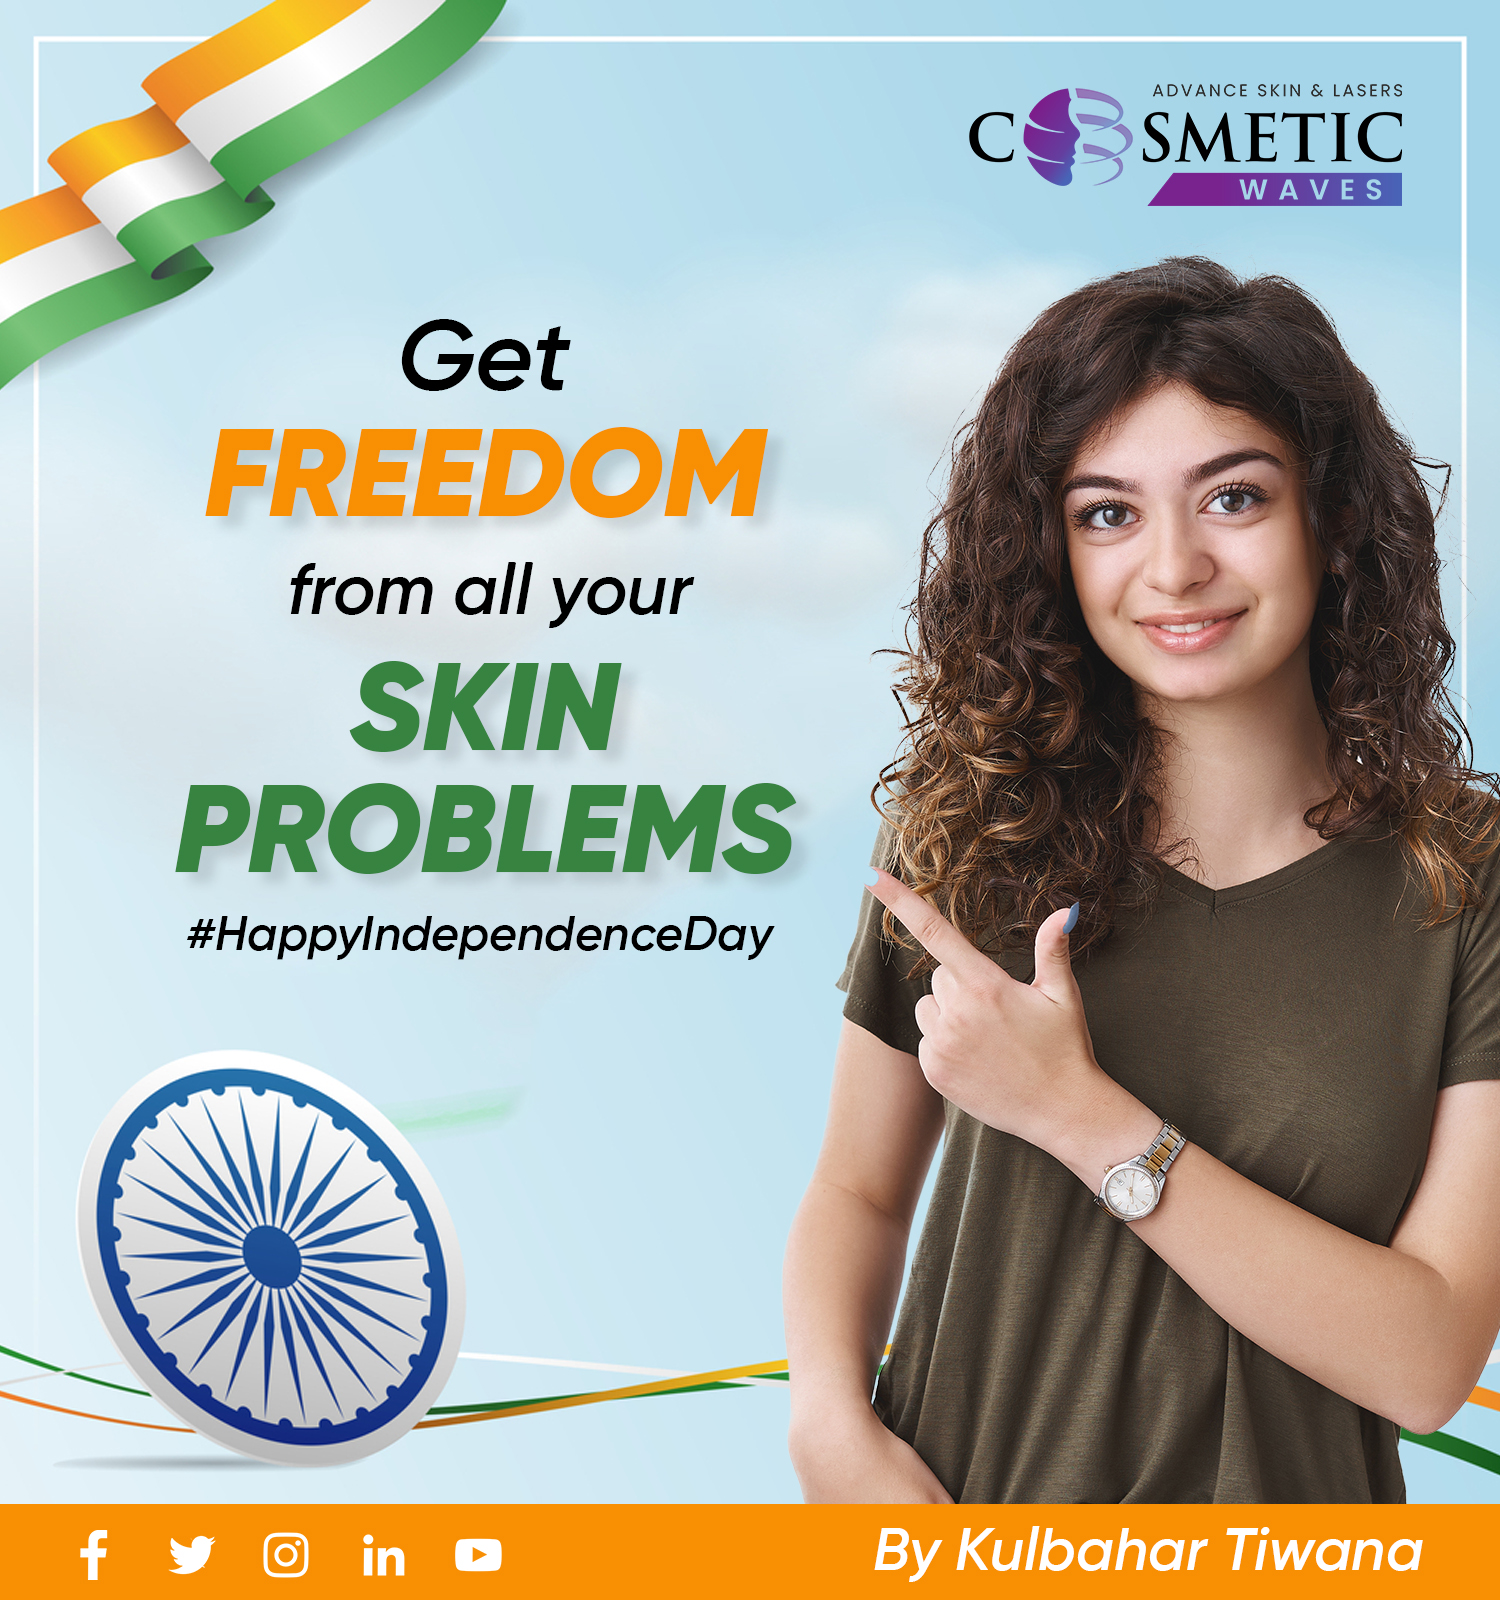 ADVANCE SKIN & LASERS
COSMETIC
WAVES
Get
FREEDOM
from all your
SKIN
PROBLEMS
#HappyIndependenceDay
By Kulbahar Tiwana